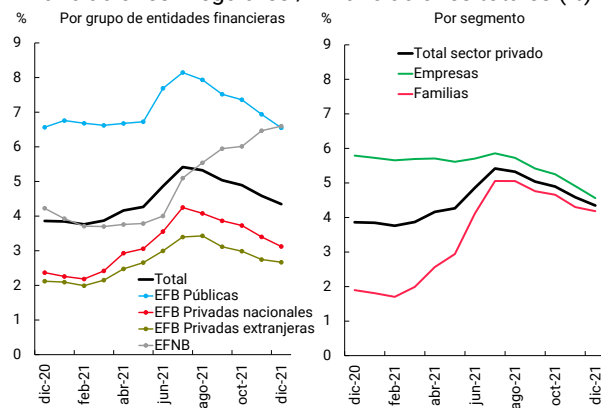 % Por grupo de entidades financieras
9
8
7
6
5
4
3
2
1
0
Total
EFB Públicas
EFB Privadas nacionales
EFB Privadas extranjeras
EFNB
dic-20
feb-21
abr-21
jun-21
ago-21
oct-21
dic-21
% Por segmento
9
8
7
6
5
4
3
2
1
0
Total sector privado
Empresas
Familias
dic-20
feb-21
abr-21
jun-21
ago-21
oct-21
dic-21